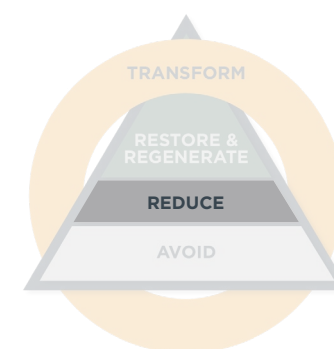 TRANSFORM
RESTORE &
REGENERATE
REDUCE
AVOID